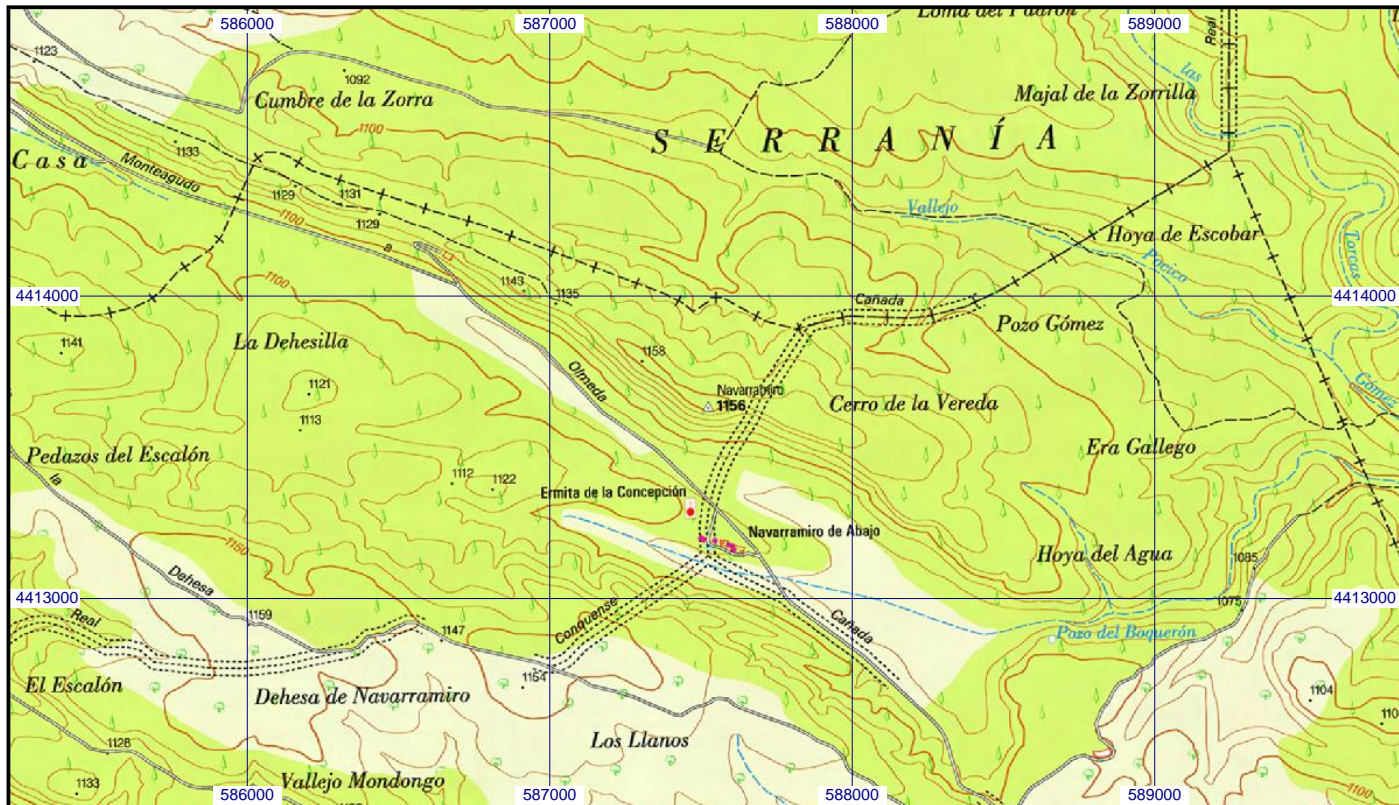 586000
587000
588000
589000
Loma del Padrón
Real
las
1123
1092
Cumbre de la Zorra
Majal de la Zorrilla
1100
SERRANÍA
1133
Casa
Monteagudo
1129
1131
1100
1129
a
Vallejo
Hoya de Escobar
Torcas
Pocico
1100
1143
1135
4414000
Cañada
4414000
Pozo Gómez
La Dehesilla
1141
1158
Olmeda
1121
Navarramiro
1156
Cerro de la Vereda
Gómez
1113
Era Gallego
Pedazos del Escalón
la
1112
1122
Ermita de la Concepción
Navarramiro de Abajo
1150
Hoya del Agua
1085
Dehesa
4413000
4413000
Real
1159
1147
Conquense
Cañada
1075
Pozo del Boquerón
El Escalón
Dehesa de Navarramiro
1154
1104
Los Llanos
1128
1133
Vallejo Mondongo
1100
586000
587000
588000
589000